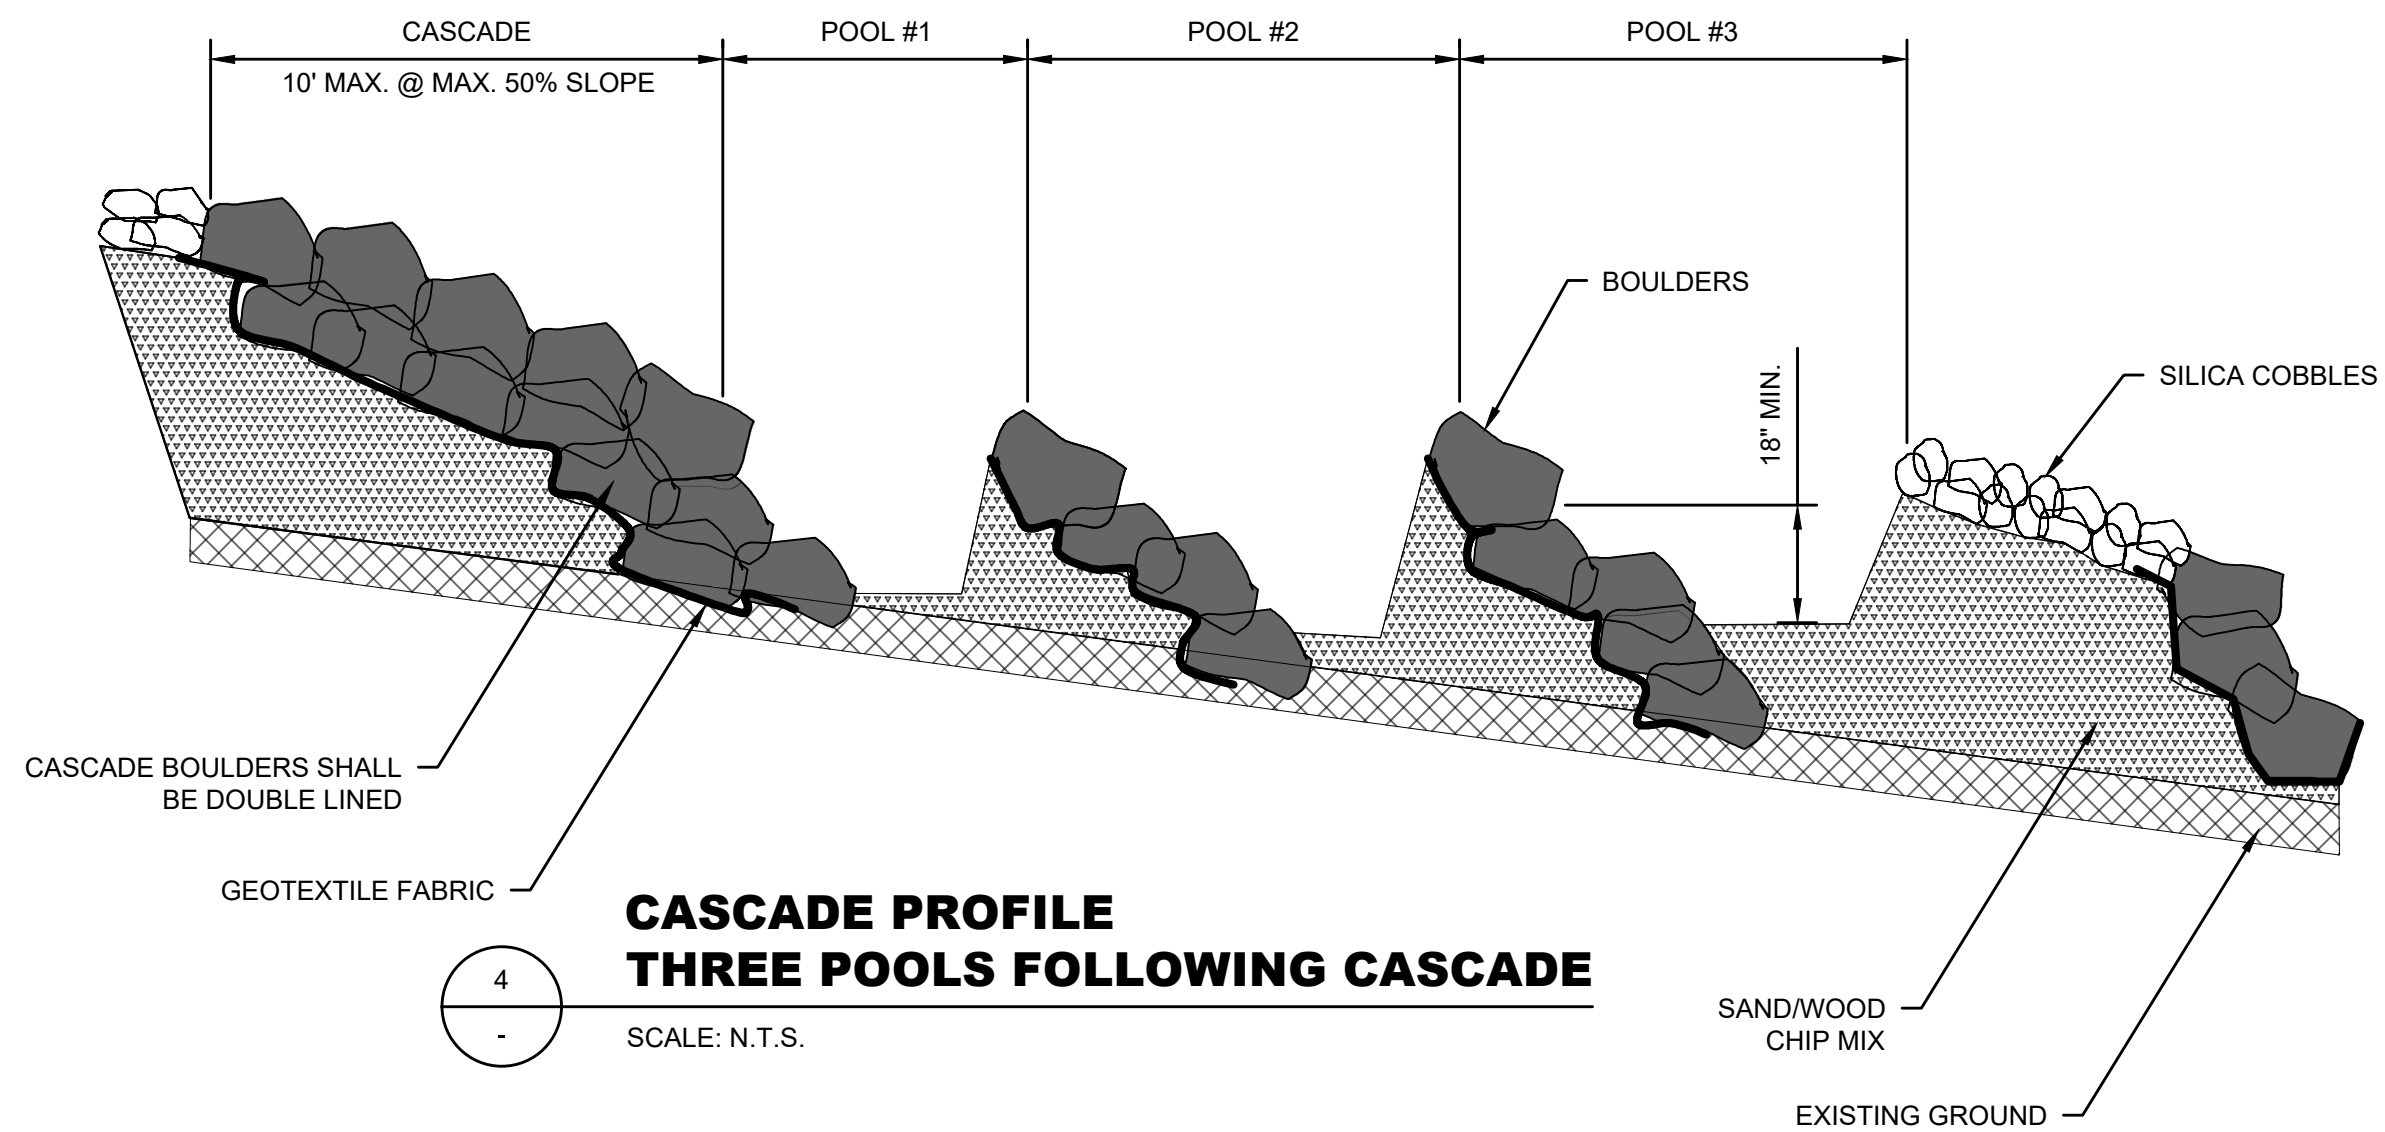 CASCADE
POOL #1
POOL #2
POOL #3
10' MAX. @ MAX. 50% SLOPE
BOULDERS
18" MIN.
SILICA COBBLES
CASCADE BOULDERS SHALL
BE DOUBLE LINED
GEOTEXTILE FABRIC
CASCADE PROFILE
THREE POOLS FOLLOWING CASCADE
4
-
SCALE: N.T.S.
SAND/WOOD
CHIP MIX
EXISTING GROUND